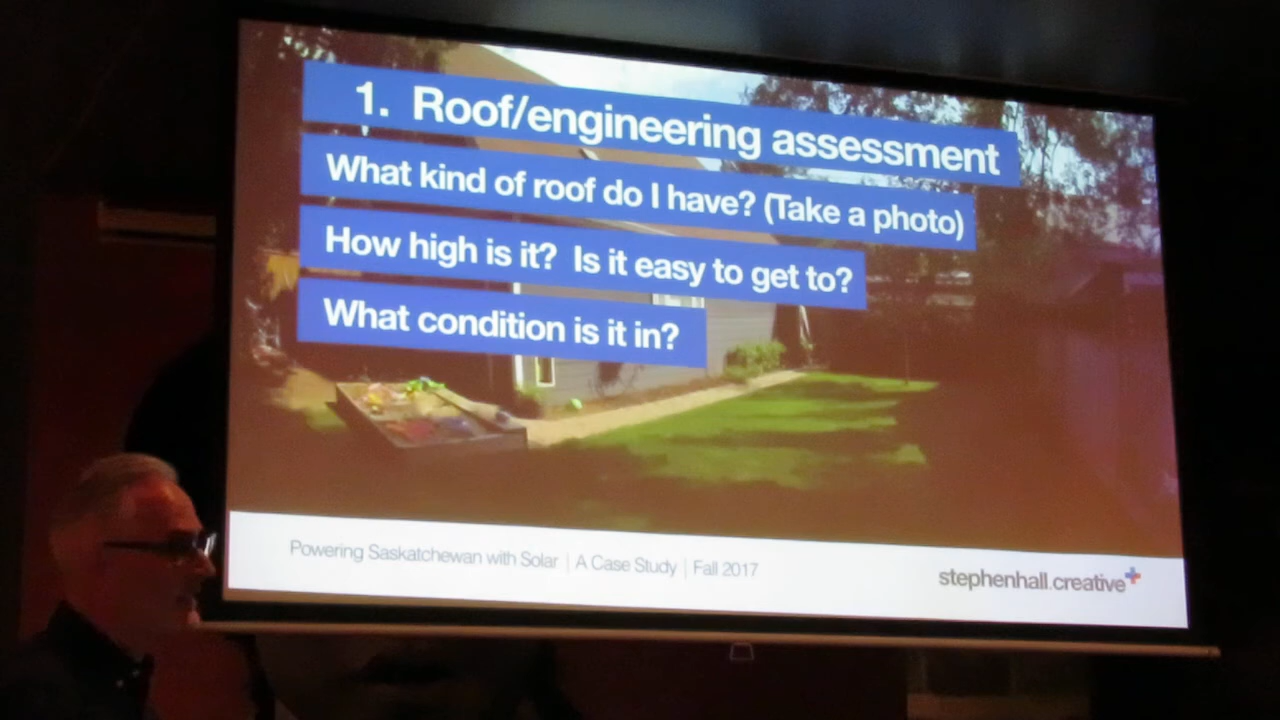 1. Roof/engineering assessment
What kind of roof do I have? (Take a photo)
How high is it? Is it easy to get to?
What condition is it in?
Powering Saskatchewan with Solar | A Case Study | Fall 2017
stephenhall.creative+